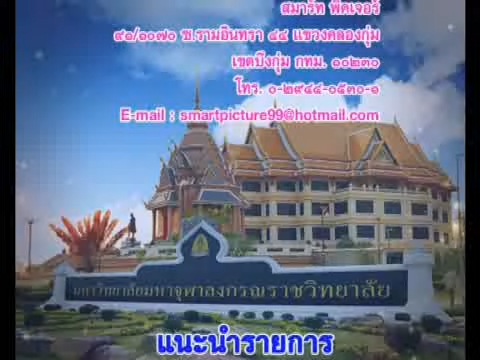 สมาร์ท พิคเจอร์
๙๑/๑๐๗๐ ซ.รามอินทรา ๔๔ แขวงคลองกุ่ม
เขตบึงกุ่ม กทม. ๑๐๒๓๐
โทร. ๐-๒๙๔๔-๐๕๓๐-๑
E-mail : smartpicture99@hotmail.com
มหาวิทยาลัยมหาจุฬาลงกรณราชวิทยาลัย
แนะนำรายการ